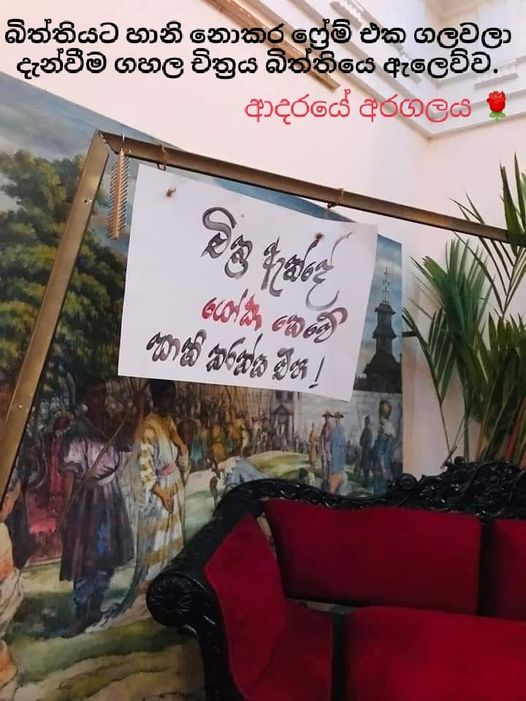 බිත්තියට හානි නොකර ෆ්‍රේම් එක ගලවලා
දැන්වීම ගහල චිත්‍රය බිත්තියෙ ඇලෙව්ව.
ආදරයේ අරගලය 🌹
චිත්‍ර ඇන්දේ
ගෝඨා නෙවේ
හානි කරන්න එපා !